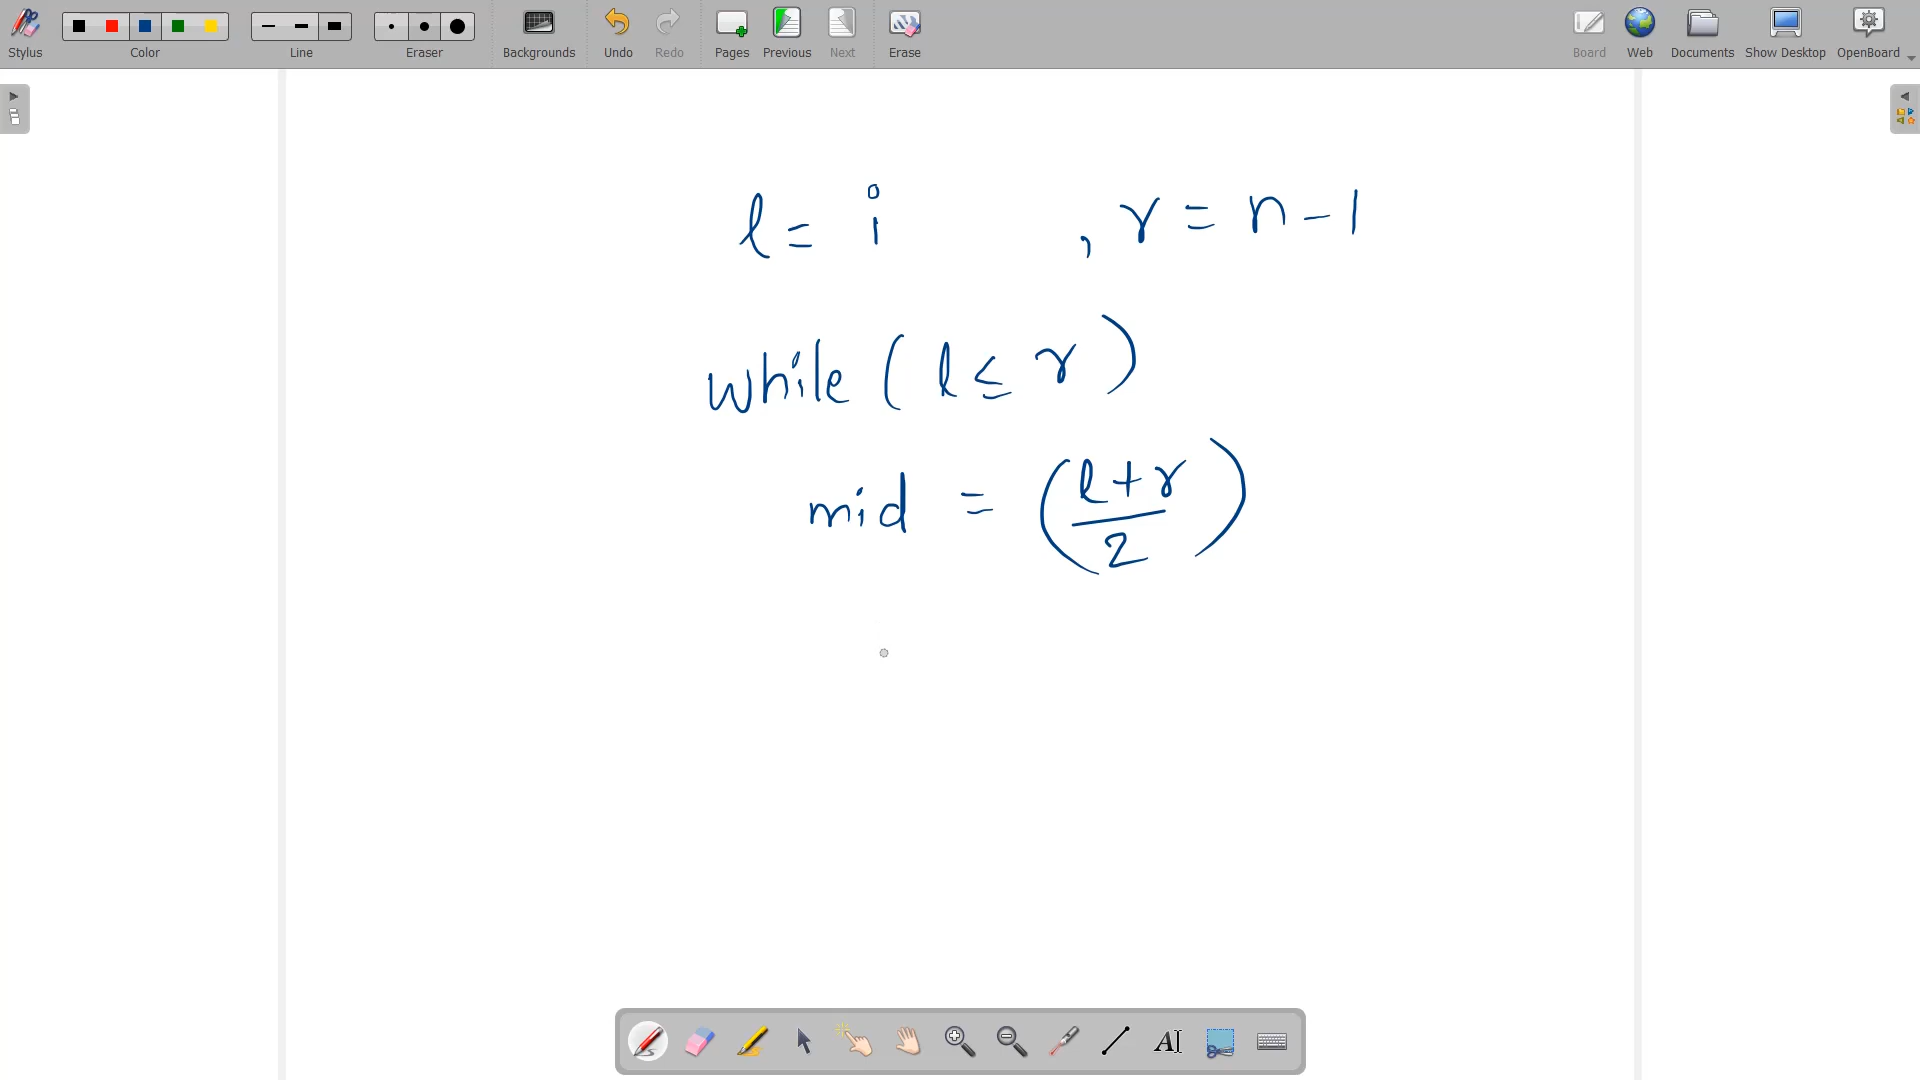 Stylus
Color
Line
Eraser
Backgrounds
Undo
Redo
Pages
Previous
Next
Erase
Board
Web
Documents
Show Desktop
OpenBoard
l = i , r = n - 1
while ( l ≤ r )
mid = (l + r / 2)